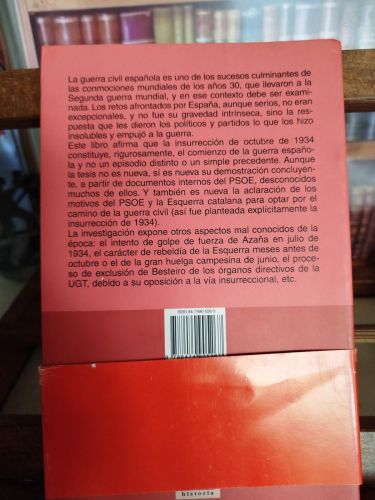 La guerra civil española es uno de los sucesos culminantes de
las conmociones mundiales de los años 30, que llevaron a la
Segunda guerra mundial, y en ese contexto debe ser exami-
nada. Los retos afrontados por España, aunque serios, no eran
excepcionales, y no fue su gravedad intrínseca, sino la res-
puesta que les dieron los políticos y partidos lo que los hizo
insolubles y empujó a la guerra.
Este libro afirma que la insurrección de octubre de 1934
constituye, rigurosamente, el comienzo de la guerra españo-
la y no un episodio distinto o un simple precedente. Aunque
la tesis no es nueva, sí es nueva su demostración concluyen-
te, a partir de documentos internos del PSOE, desconocidos
muchos de ellos. Y también es nueva la aclaración de los
motivos del PSOE y la Esquerra catalana para optar por el
camino de la guerra civil (así fue planteada explícitamente la
insurrección de 1934).
La investigación expone otros aspectos mal conocidos de la
época: el intento de golpe de fuerza de Azaña en julio de
1934, el carácter de rebeldía de la Esquerra meses antes de
octubre o el de la gran huelga campesina de junio, el proce-
so de exclusión de Besteiro de los órganos directivos de la
UGT, debido a su oposición a la vía insurreccional, etc.
historia